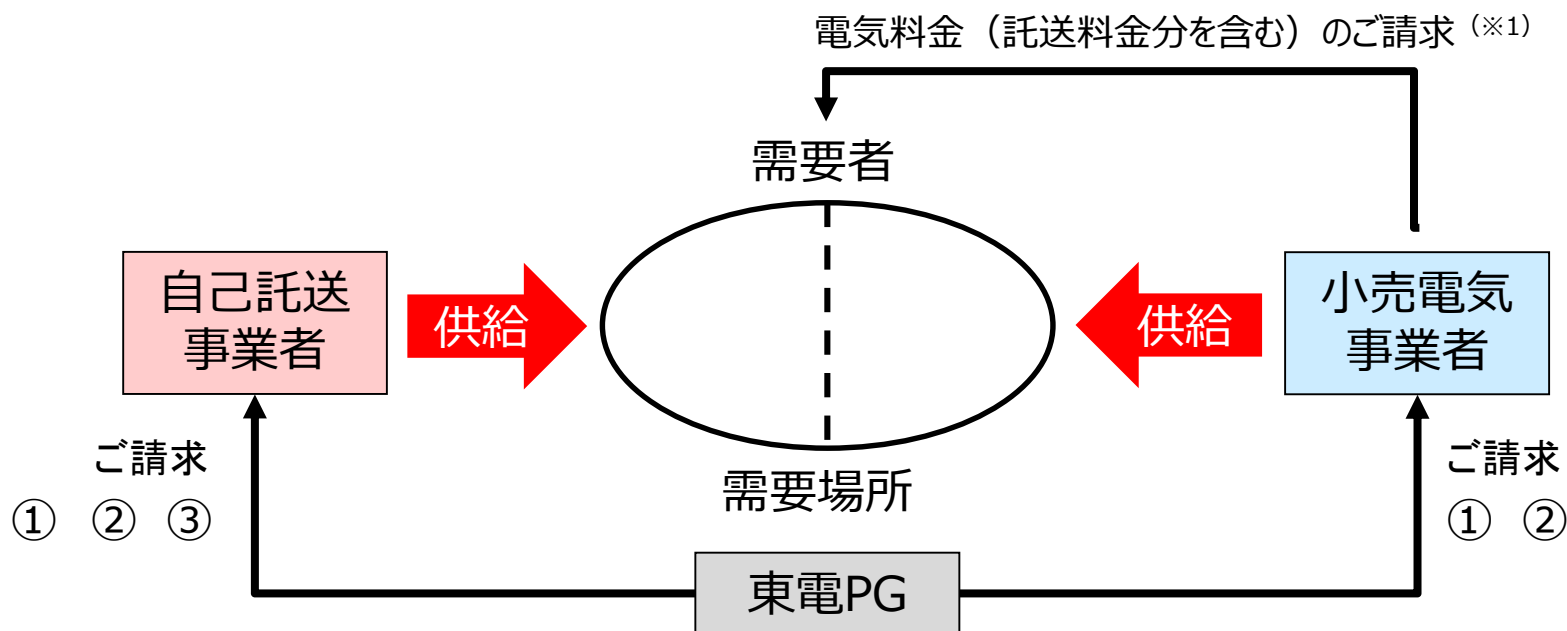 電気料金（託送料金分を含む）のご請求（※1）
需要者
自己託送
事業者
供給
供給
小売電気
事業者
ご請求
① ② ③
需要場所
ご請求
① ②
東電PG